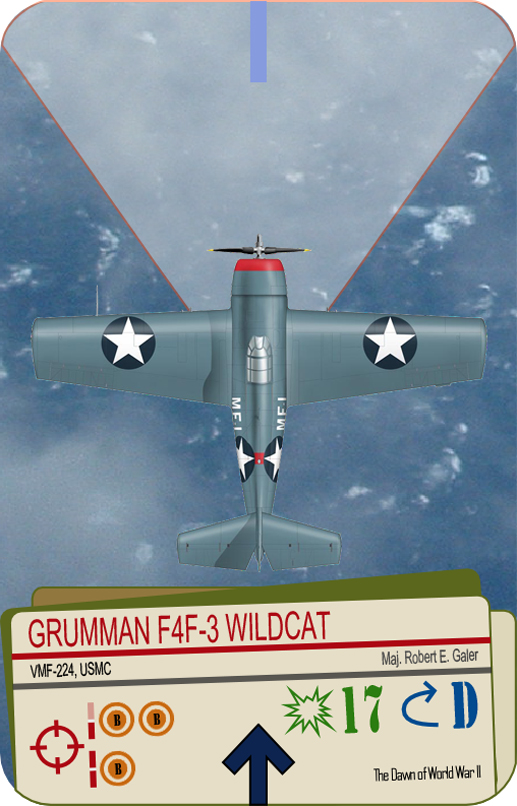 MF-1 MF-1
GRUMMAN F4F-3 WILDCAT
VMF-224, USMC
Maj. Robert E. Galer
B B
17 D
B
The Dawn of World War II